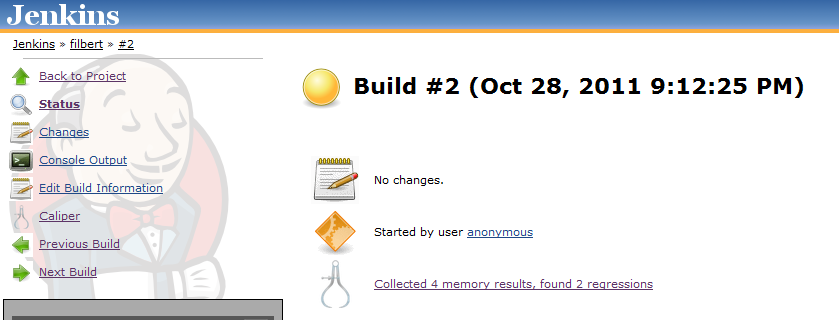 Jenkins
Jenkins » filbert » #2
Back to Project
Status
Changes
Console Output
Edit Build Information
Caliper
Previous Build
Next Build
Build #2 (Oct 28, 2011 9:12:25 PM)
No changes.
Started by user anonymous
Collected 4 memory results, found 2 regressions